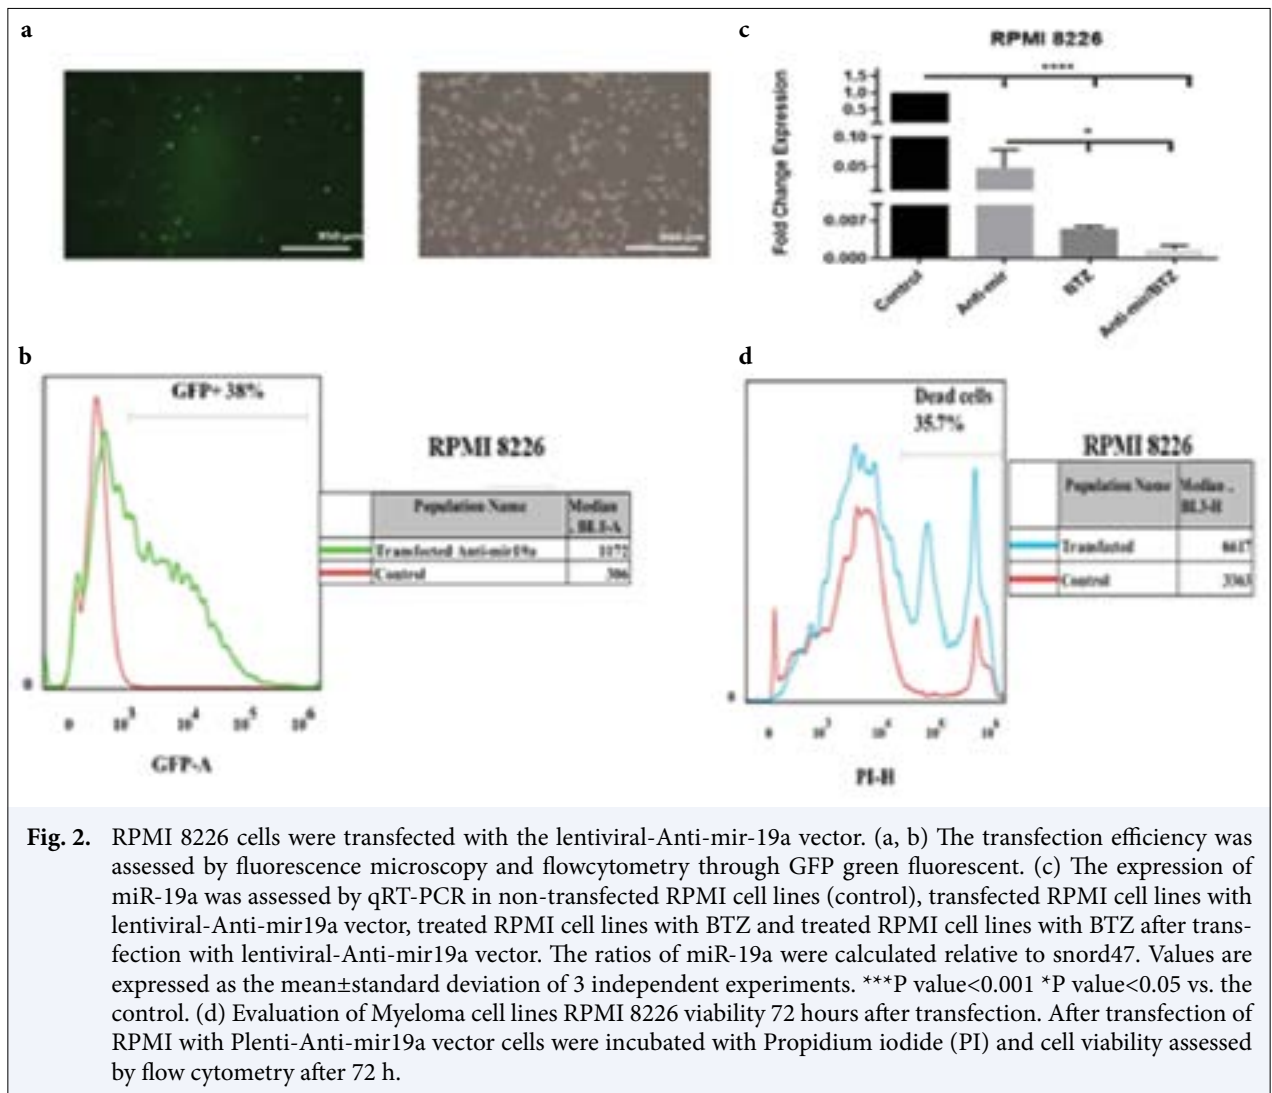 a
c
RPMI 8226
Fold Change Expression
1.5
1.0
0.5
0.10
0.05
0.007
0.000
****
*
Control
Anti-mir
BTZ
Anti-mir/BTZ
b
GFP+ 38%
RPMI 8226
Population Name Median , BL1-A
Transfected Anti-mir19a 1172
Control 306
0
0 10³ 10⁴ 10⁵ 10⁶
GFP-A
d
Dead cells
35.7%
RPMI 8226
Population Name Median , BL3-H
Transfected 6617
Control 3363
0
0 10³ 10⁴ 10⁵ 10⁶
PI-H
Fig. 2. RPMI 8226 cells were transfected with the lentiviral-Anti-mir-19a vector. (a, b) The transfection efficiency was
assessed by fluorescence microscopy and flowcytometry through GFP green fluorescent. (c) The expression of
miR-19a was assessed by qRT-PCR in non-transfected RPMI cell lines (control), transfected RPMI cell lines with
lentiviral-Anti-mir19a vector, treated RPMI cell lines with BTZ and treated RPMI cell lines with BTZ after trans-
fection with lentiviral-Anti-mir19a vector. The ratios of miR-19a were calculated relative to snord47. Values are
expressed as the mean±standard deviation of 3 independent experiments. ***P value<0.001 *P value<0.05 vs. the
control. (d) Evaluation of Myeloma cell lines RPMI 8226 viability 72 hours after transfection. After transfection of
RPMI with Plenti-Anti-mir19a vector cells were incubated with Propidium iodide (PI) and cell viability assessed
by flow cytometry after 72 h.